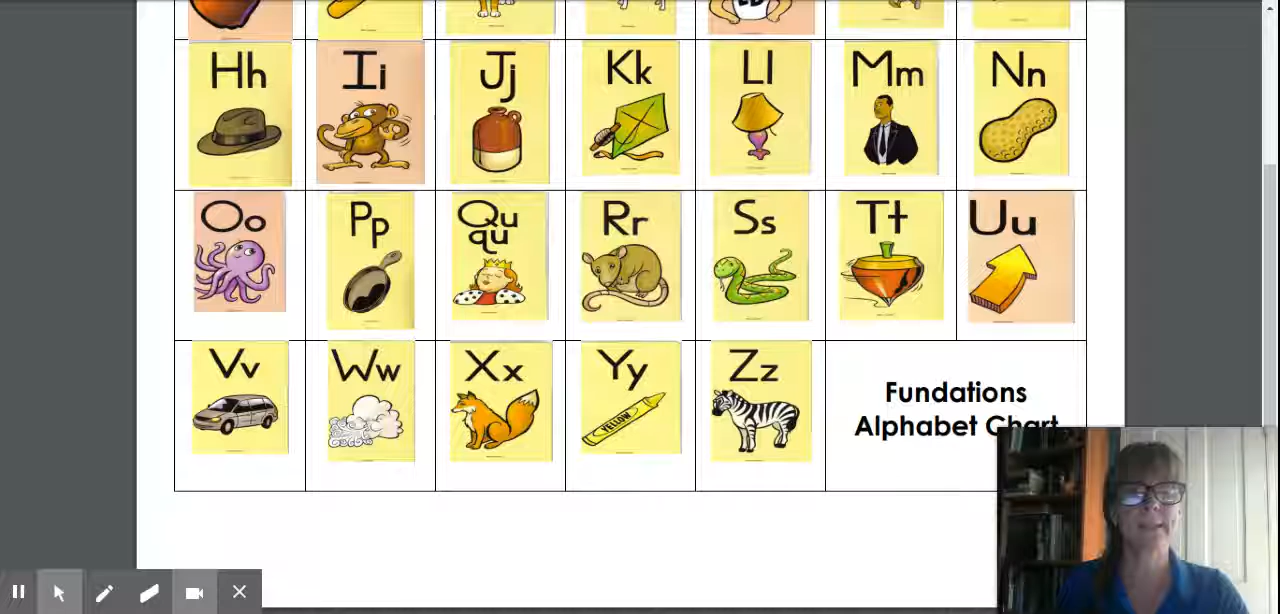 Hh Ii Jj Kk Ll Mm Nn
Oo Pp Qu Rr Ss Tt Uu
qu
Vv Ww Xx Yy Zz
YELLOW
Fundations
Alphabet Chart